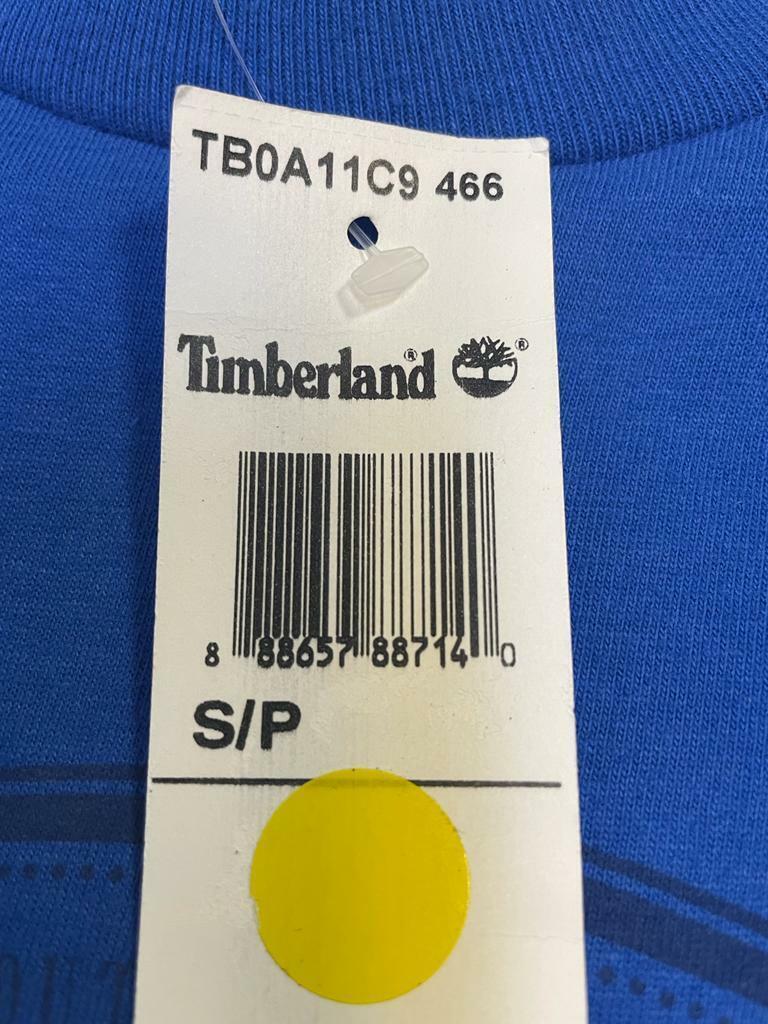 TB0A11C9 466
Timberland®®
8 88657 88714 0
S/P